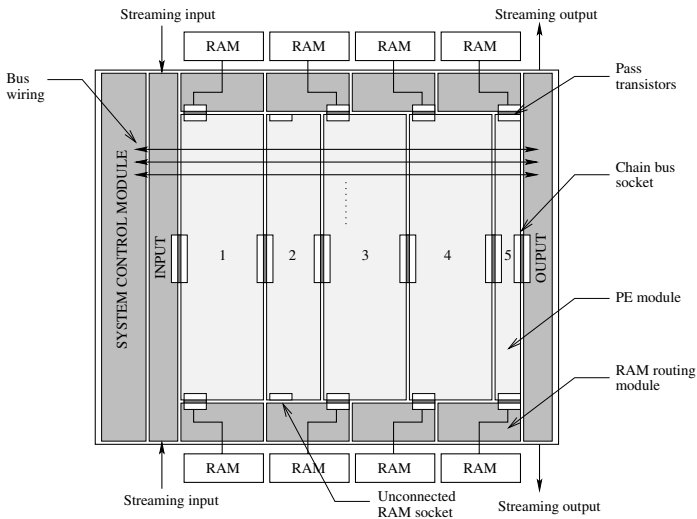 Streaming input
Streaming output
RAM
RAM
RAM
RAM
Bus
wiring
Pass
transistors
Chain bus
socket
SYSTEM CONTROL MODULE
INPUT
1
2
3
4
5
OUPUT
PE module
RAM routing
module
RAM
RAM
RAM
RAM
Streaming input
Unconnected
RAM socket
Streaming output